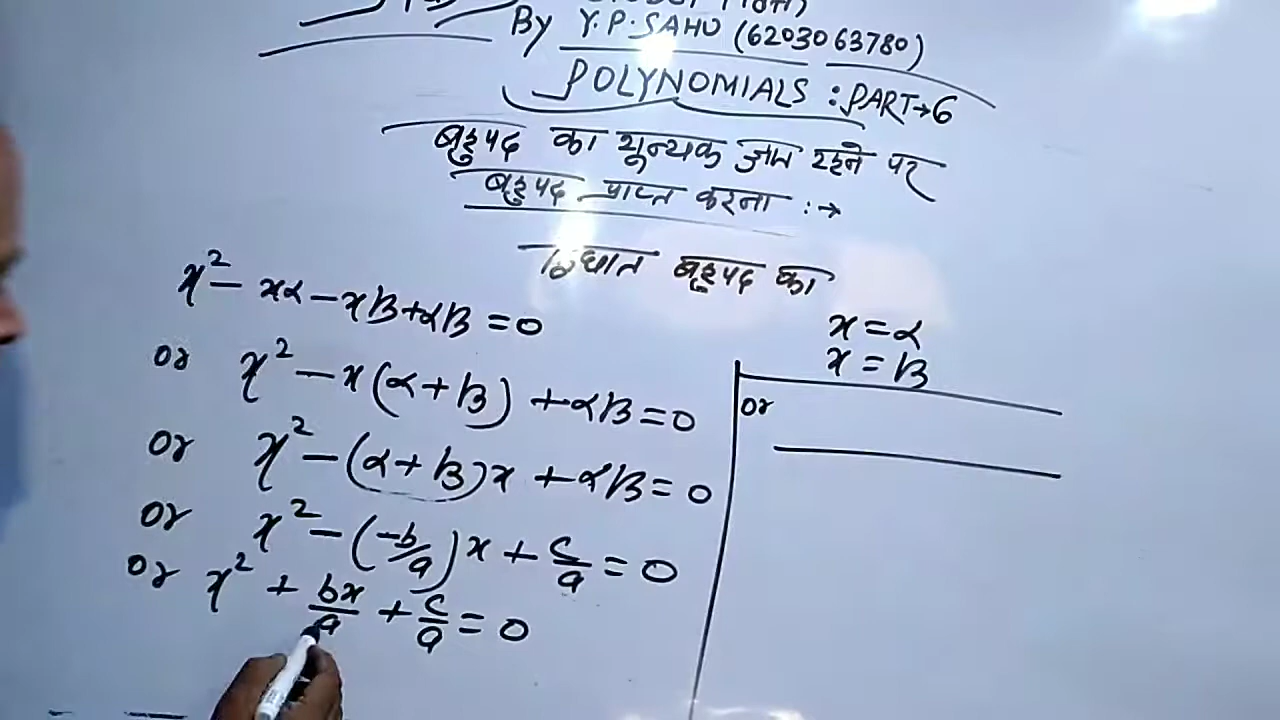 By Y.P. SAHU (6203063780)
POLYNOMIALS : PART→6
बहुपद का शून्यक ज्ञात रहने पर
बहुपद प्राप्त करना :→
द्विघात बहुपद का
x² - xα - xβ + αβ = 0
or x² - x(α + β) + αβ = 0
or x² - (α + β)x + αβ = 0
or x² - (-b/a)x + c/a = 0
or x² + bx/a + c/a = 0
x = α
x = β
or